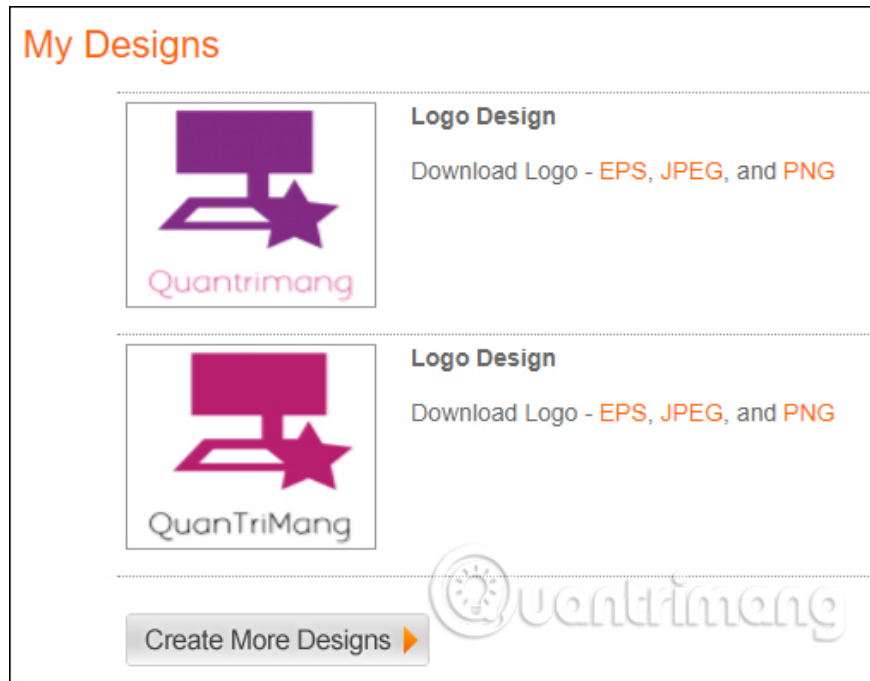 My Designs
Logo Design
Download Logo - EPS, JPEG, and PNG
Quantrimang
Logo Design
Download Logo - EPS, JPEG, and PNG
QuanTriMang
Create More Designs
Quantrimang